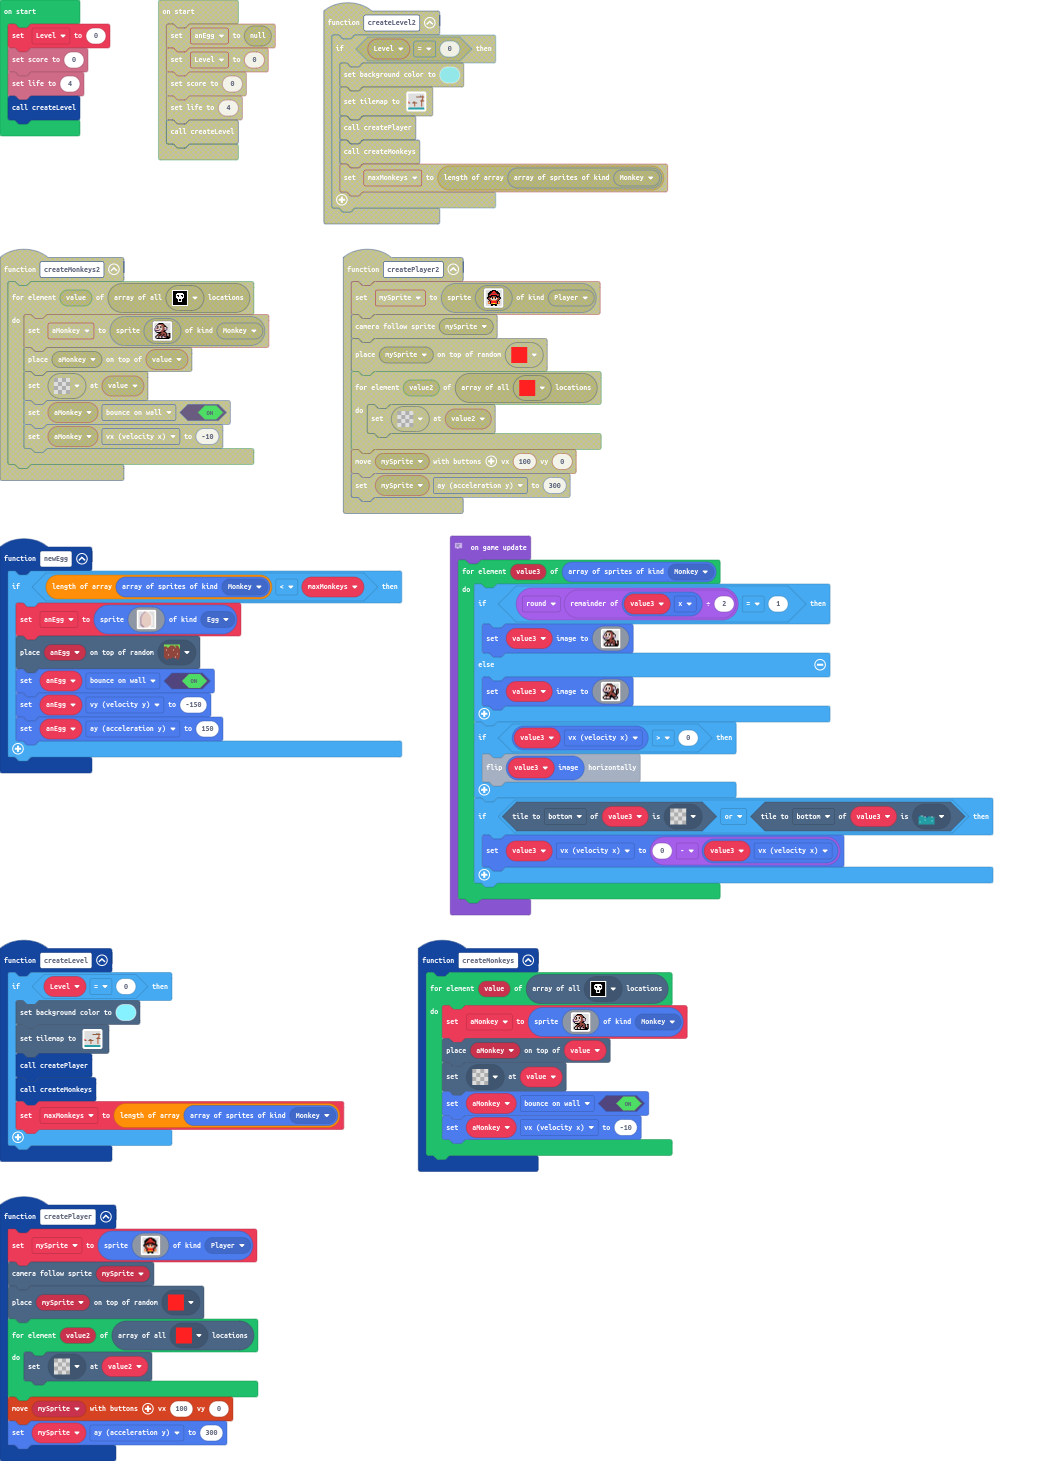 on start
set Level to 0
set score to 0
set life to 4
call createLevel
on start
set anEgg to null
set Level to 0
set score to 0
set life to 4
call createLevel
function createLevel2
if Level = 0 then
set background color to
set tilemap to
call createPlayer
call createMonkeys
set maxMonkeys to length of array array of sprites of kind Monkey
function createMonkeys2
for element value of array of all locations
do
set aMonkey to sprite of kind Monkey
place aMonkey on top of value
set at value
set aMonkey bounce on wall ON
set aMonkey vx (velocity x) to -10
function createPlayer2
set mySprite to sprite of kind Player
camera follow sprite mySprite
place mySprite on top of random
for element value2 of array of all locations
do
set at value2
move mySprite with buttons vx 100 vy 0
set mySprite ay (acceleration y) to 300
function newEgg
if length of array array of sprites of kind Monkey < maxMonkeys then
set anEgg to sprite of kind Egg
place anEgg on top of random
set anEgg bounce on wall ON
set anEgg vy (velocity y) to -150
set anEgg ay (acceleration y) to 150
on game update
for element value3 of array of sprites of kind Monkey
do
if round remainder of value3 x ÷ 2 = 1 then
set value3 image to
else
set value3 image to
if value3 vx (velocity x) > 0 then
flip value3 image horizontally
if tile to bottom of value3 is or tile to bottom of value3 is then
set value3 vx (velocity x) to 0 - value3 vx (velocity x)
function createLevel
if Level = 0 then
set background color to
set tilemap to
call createPlayer
call createMonkeys
set maxMonkeys to length of array array of sprites of kind Monkey
function createMonkeys
for element value of array of all locations
do
set aMonkey to sprite of kind Monkey
place aMonkey on top of value
set at value
set aMonkey bounce on wall ON
set aMonkey vx (velocity x) to -10
function createPlayer
set mySprite to sprite of kind Player
camera follow sprite mySprite
place mySprite on top of random
for element value2 of array of all locations
do
set at value2
move mySprite with buttons vx 100 vy 0
set mySprite ay (acceleration y) to 300